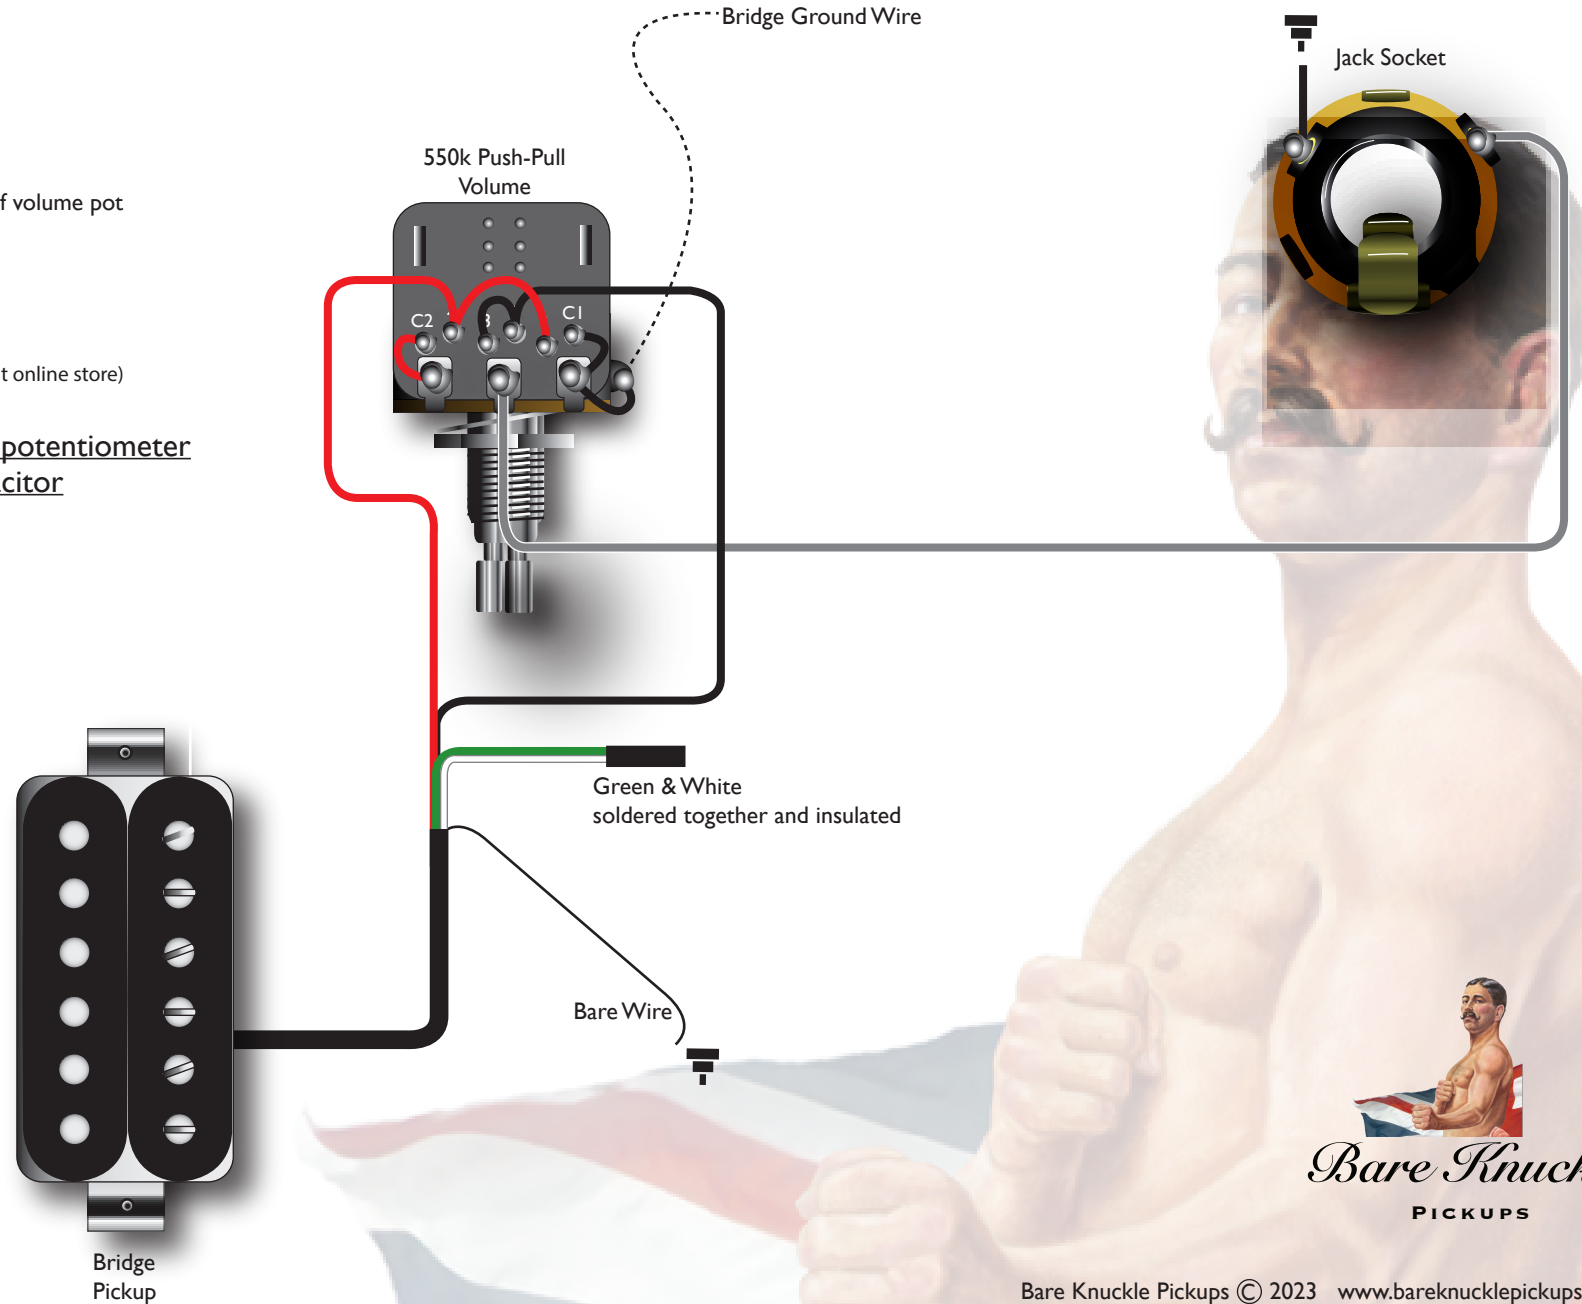 Bridge Ground Wire
Jack Socket
550k Push-Pull
Volume
f volume pot
C2
3
C1
t online store)
potentiometer
citor
Green & White
soldered together and insulated
Bare Wire
Bare Knuck
PICKUPS
Bridge
Pickup
Bare Knuckle Pickups © 2023 www.bareknucklepickups